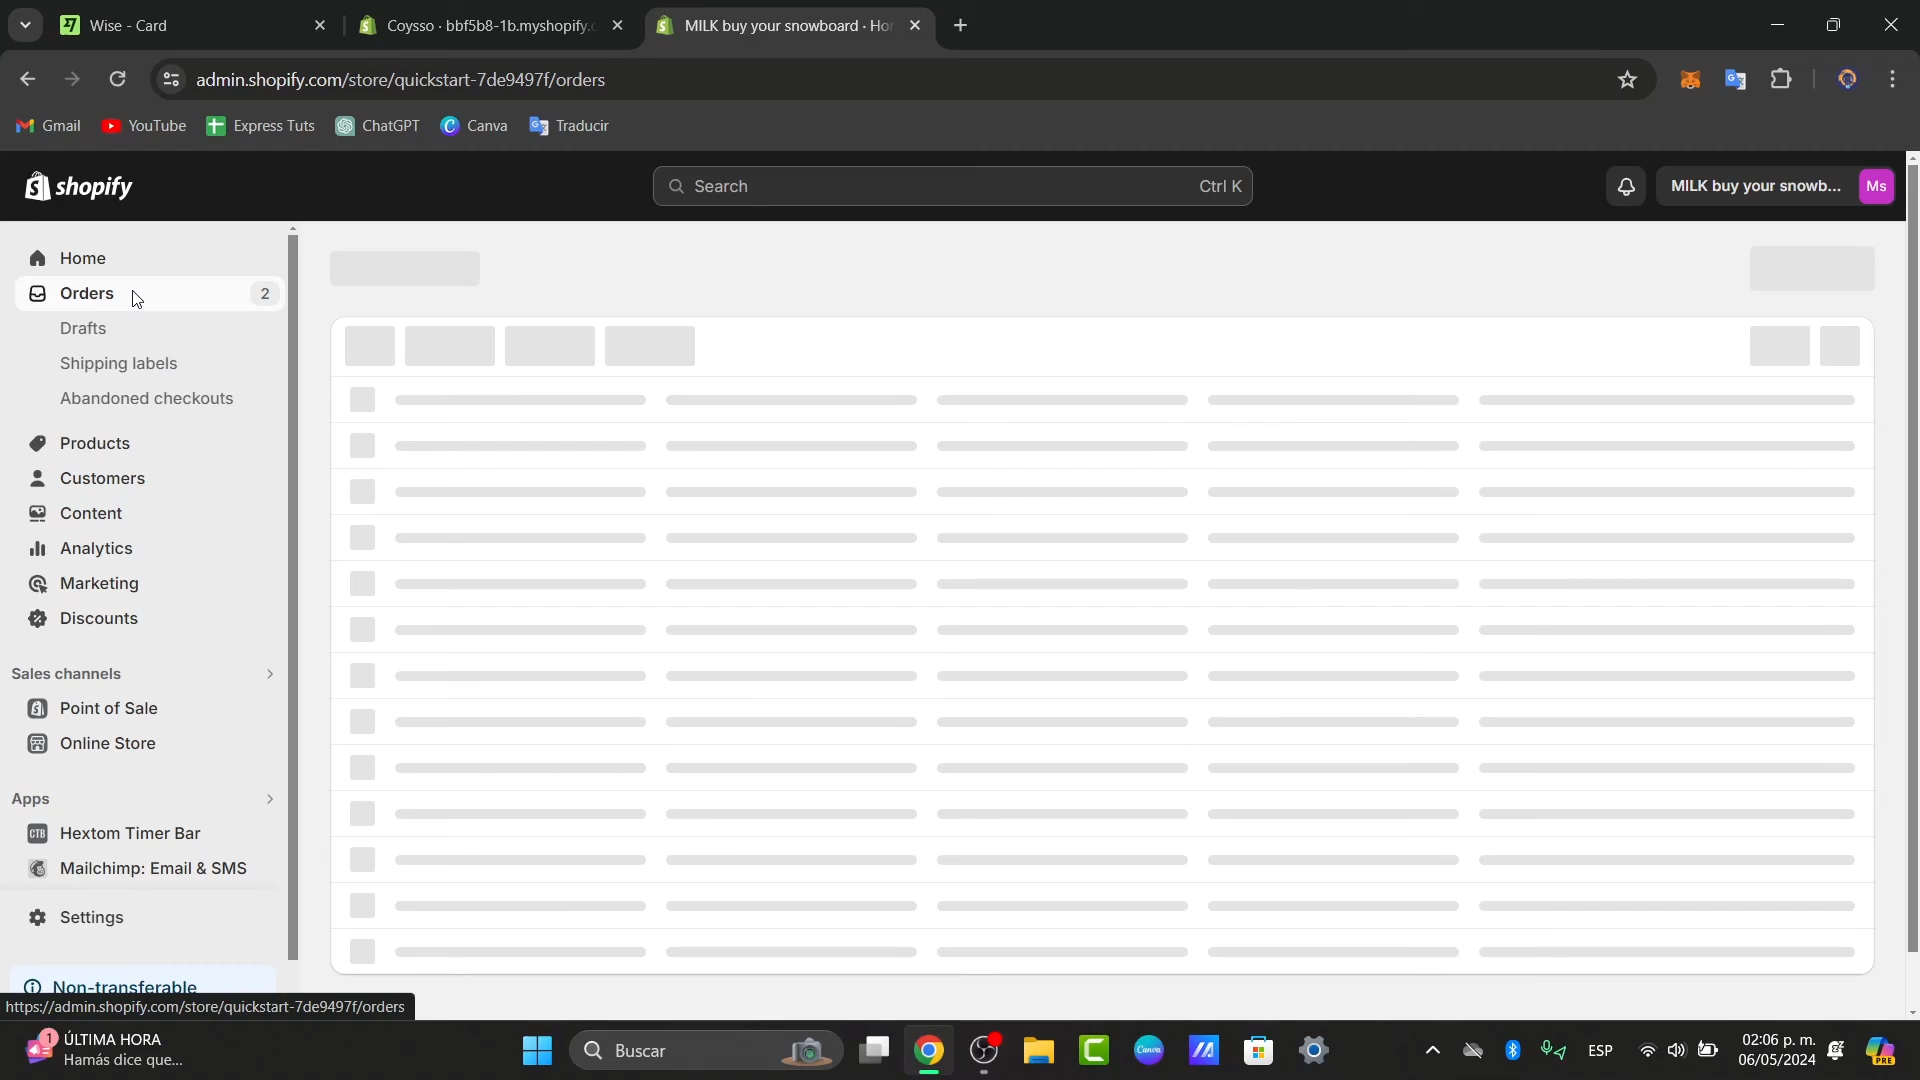 Wise - Card
Coysso · bbf5b8-1b.myshopify.
MILK buy your snowboard · Ho
admin.shopify.com/store/quickstart-7de9497f/orders
Gmail
YouTube
Express Tuts
ChatGPT
Canva
Traducir
shopify
Search
Ctrl K
MILK buy your snowb...
Ms
Home
Orders
2
Drafts
Shipping labels
Abandoned checkouts
Products
Customers
Content
Analytics
Marketing
Discounts
Sales channels
Point of Sale
Online Store
Apps
CTB
Hextom Timer Bar
Mailchimp: Email & SMS
Settings
Non-transferable
https://admin.shopify.com/store/quickstart-7de9497f/orders
1
ÚLTIMA HORA
Hamás dice que...
Buscar
Canva
ESP
02:06 p. m.
06/05/2024
PRE